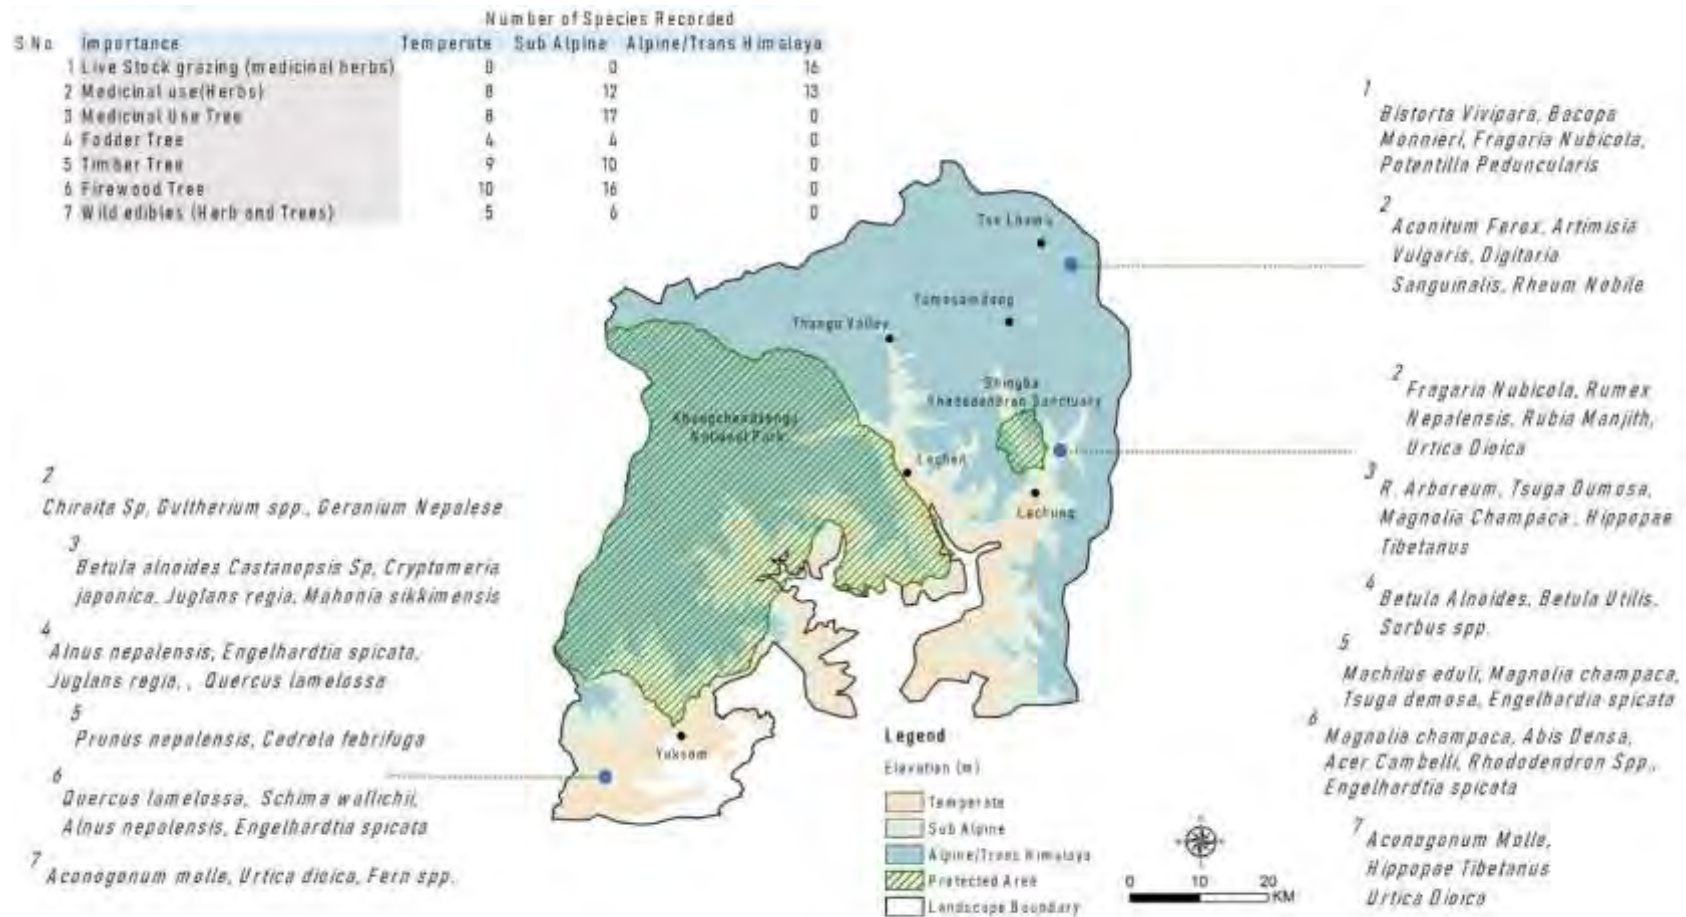 Number of Species Recorded
S No Importance Temperate Sub Alpine Alpine/Trans Himalaya
1 Live Stock grazing (medicinal herbs) 0 0 16
2 Medicinal use(Herbs) 8 12 13
3 Medicinal Use Tree 8 17 0
4 Fodder Tree 4 4 0
5 Timber Tree 9 10 0
6 Firewood Tree 10 16 0
7 Wild edibles (Herb and Trees) 5 6 0
1
Bistorta Vivipara, Bacopa
Monnieri, Fragaria Nubicola,
Potentilla Peduncularis
2
Aconitum Ferox, Artimisia
Vulgaris, Digitaria
Sanguinalis, Rheum Nobile
2
Fragaria Nubicola, Rumex
Nepalensis, Rubia Manjith,
Urtica Dioica
3
R. Arboreum, Tsuga Dumosa,
Magnolia Champaca, Hippopae
Tibetanus
4
Betula Alnoides, Betula Utilis,
Sorbus spp.
5
Machilus eduli, Magnolia champaca,
Tsuga demosa, Engelhardia spicata
6
Magnolia champaca, Abis Densa,
Acer Cambelli, Rhododendron Spp.,
Engelhardtia spicata
7
Aconogonum Molle,
Hippopae Tibetanus
Urtica Dioica
Tso Lhamu
Yumesamdong
Thangu Valley
Shingba
Rhododendron Sanctuary
Khangchendzonga
National Park
Lachen
Lachung
Yuksom
2
Chiraita Sp, Gultherium spp., Geranium Nepalese
3
Betula alnoides Castanopsis Sp, Cryptomeria
japonica, Juglans regia, Mahonia sikkimensis
4
Alnus nepalensis, Engelhardtia spicata,
Juglans regia, , Quercus lamelossa
5
Prunus nepalensis, Cedrela febrifuga
6
Quercus lamelossa, Schima wallichii,
Alnus nepalensis, Engelhardtia spicata
7
Aconogonum molle, Urtica dioica, Fern spp.
Legend
Elevation (m)
Temperate
Sub Alpine
Alpine/Trans Himalaya
Protected Area
Landscape Boundary
0 10 20
KM